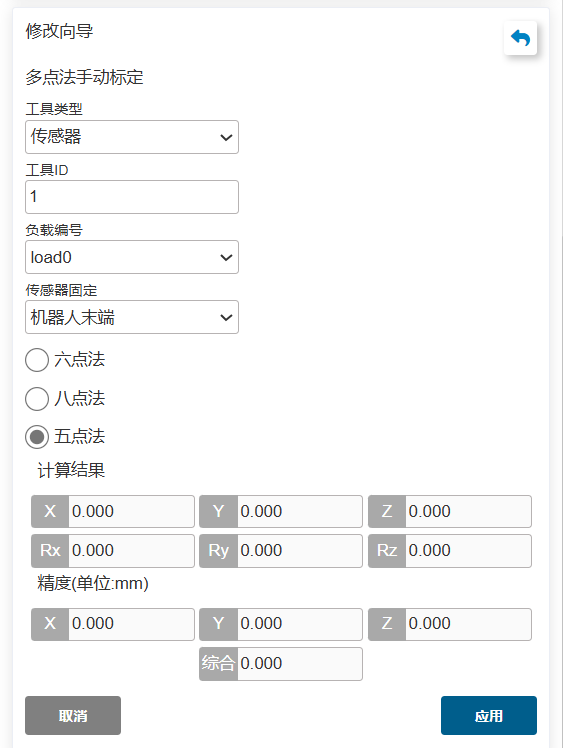 修改向导
多点法手动标定
工具类型
传感器
工具ID
1
负载编号
load0
传感器固定
机器人末端
六点法
八点法
五点法
计算结果
X 0.000 Y 0.000 Z 0.000
Rx 0.000 Ry 0.000 Rz 0.000
精度(单位:mm)
X 0.000 Y 0.000 Z 0.000
综合 0.000
取消 应用